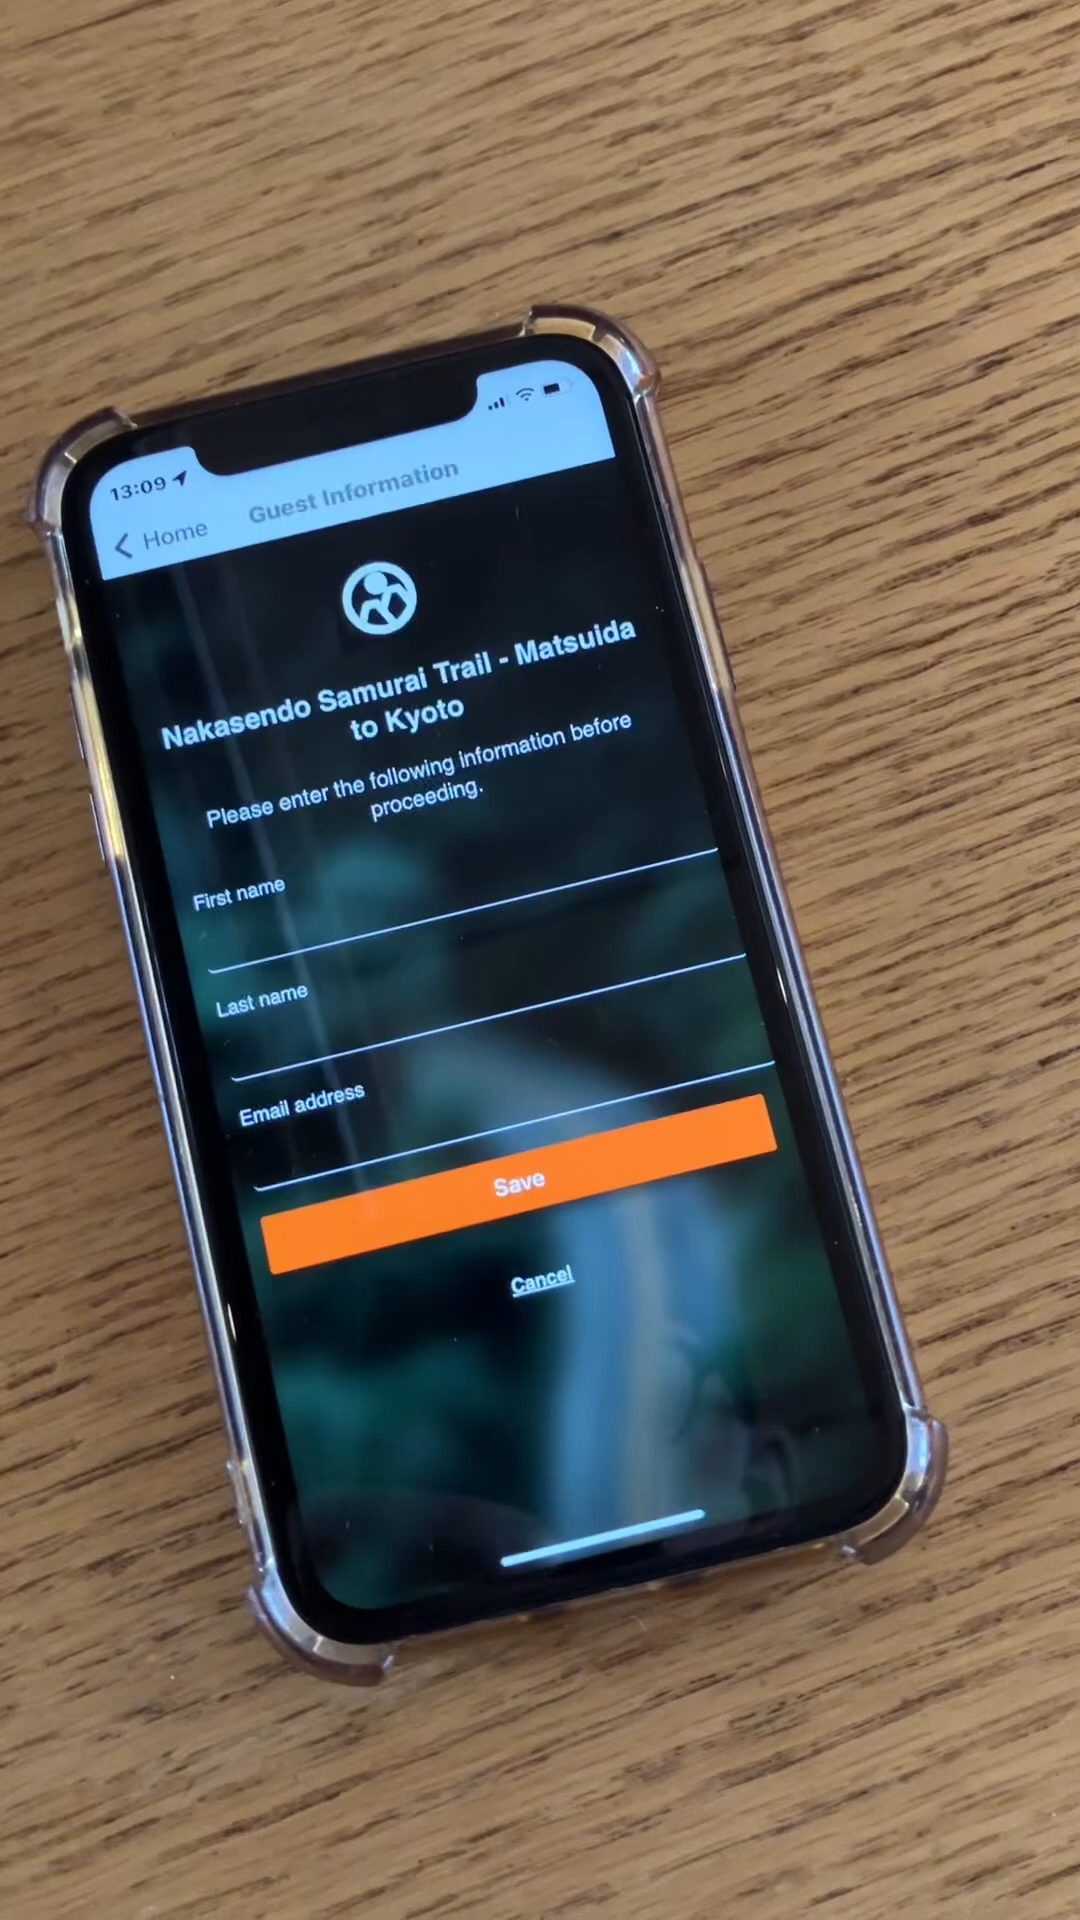 13:09
Home
Guest Information
Nakasendo Samurai Trail - Matsuida
to Kyoto
Please enter the following information before
proceeding.
First name
Last name
Email address
Save
Cancel